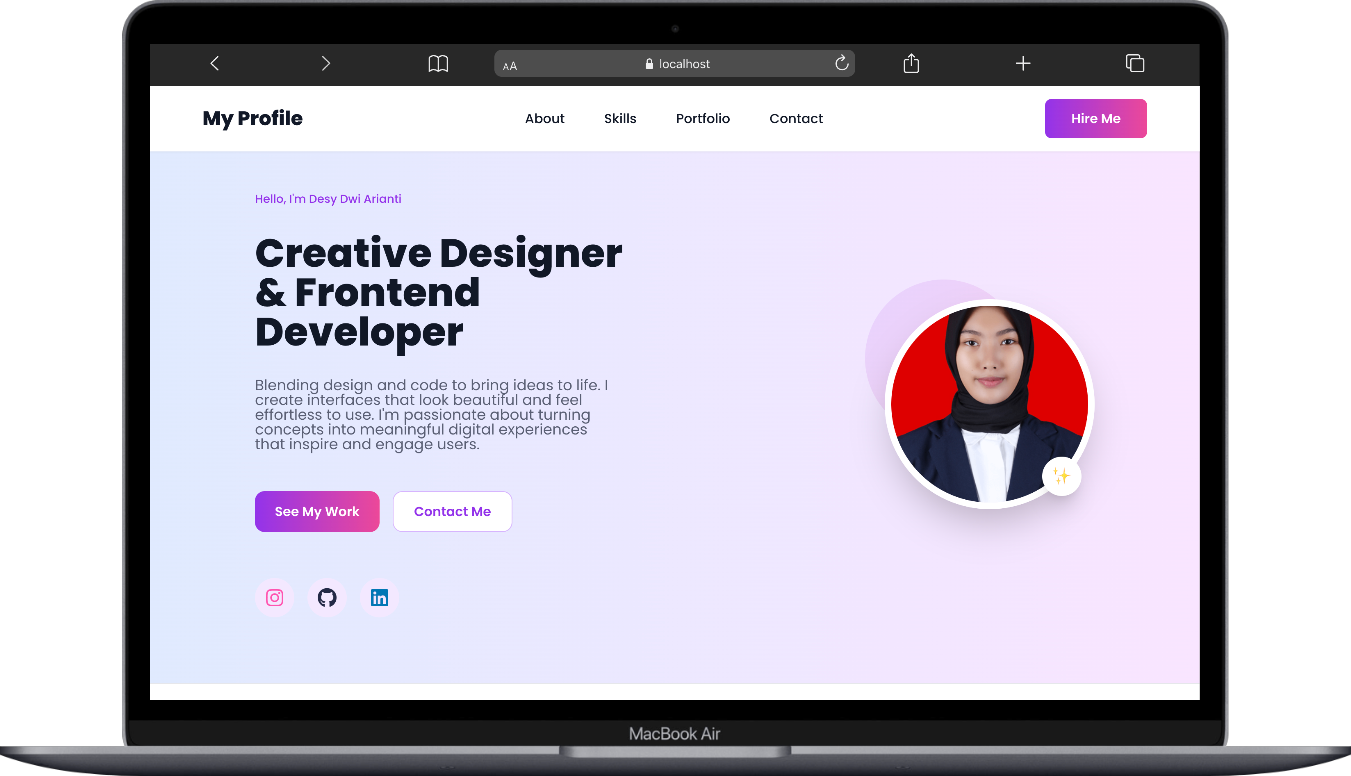 AA
localhost
My Profile
About
Skills
Portfolio
Contact
Hire Me
Hello, I'm Desy Dwi Arianti
Creative Designer
& Frontend
Developer
Blending design and code to bring ideas to life. I
create interfaces that look beautiful and feel
effortless to use. I'm passionate about turning
concepts into meaningful digital experiences
that inspire and engage users.
See My Work
Contact Me
in
MacBook Air